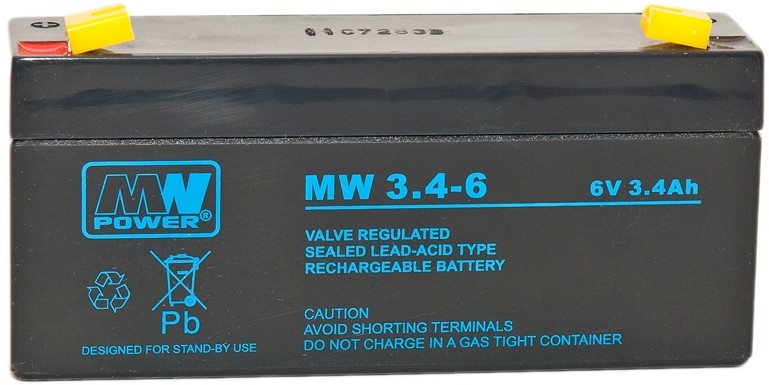 MW
POWER®
MW 3.4-6 6V 3.4Ah
VALVE REGULATED
SEALED LEAD-ACID TYPE
RECHARGEABLE BATTERY
Pb
DESIGNED FOR STAND-BY USE
CAUTION
AVOID SHORTING TERMINALS
DO NOT CHARGE IN A GAS TIGHT CONTAINER